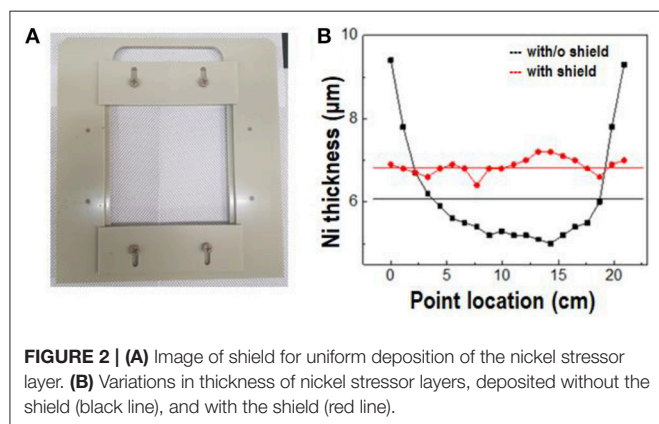 A
B
with/o shield
with shield
Ni thickness (μm)
10
8
6
0
5
10
15
20
Point location (cm)
FIGURE 2 | (A) Image of shield for uniform deposition of the nickel stressor
layer. (B) Variations in thickness of nickel stressor layers, deposited without the
shield (black line), and with the shield (red line).